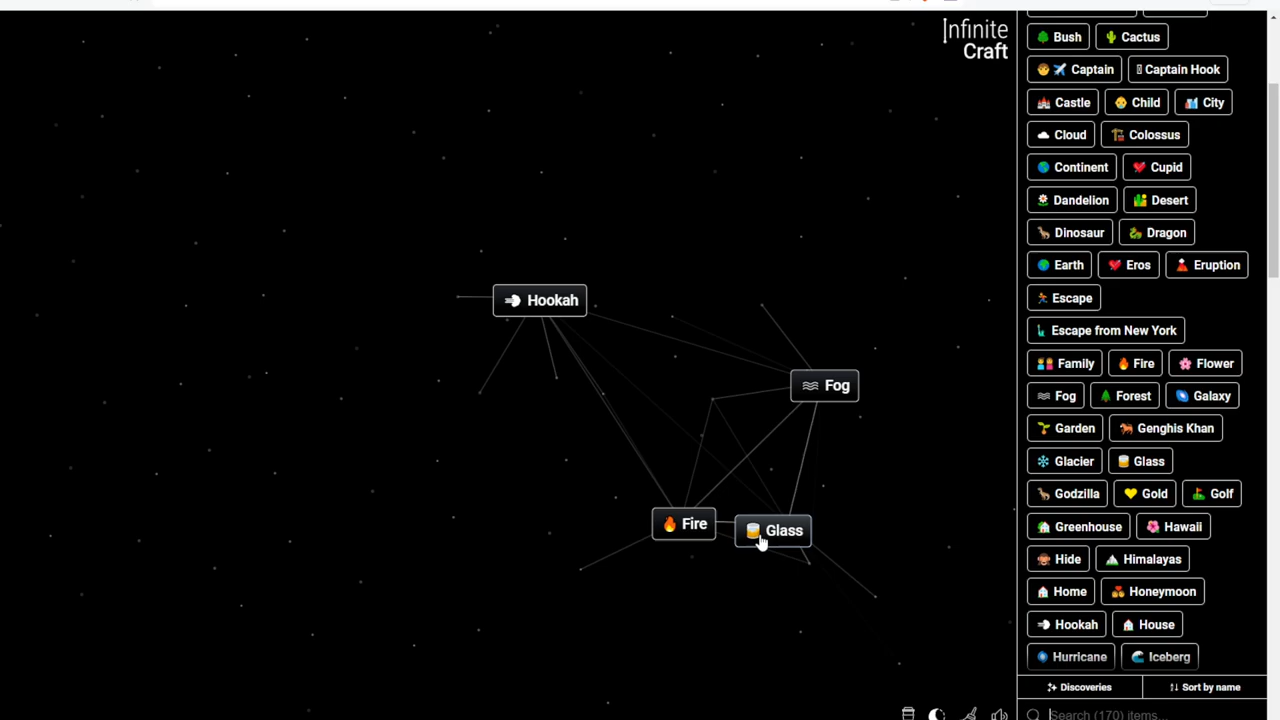 Infinite
Craft
Bush Cactus
Captain Captain Hook
Castle Child City
Cloud Colossus
Continent Cupid
Dandelion Desert
Dinosaur Dragon
Earth Eros Eruption
Escape
Escape from New York
Family Fire Flower
Fog Forest Galaxy
Garden Genghis Khan
Glacier Glass
Godzilla Gold Golf
Greenhouse Hawaii
Hide Himalayas
Home Honeymoon
Hookah House
Hurricane Iceberg
Discoveries Sort by name
Search (170) items...
Hookah
Fog
Fire Glass